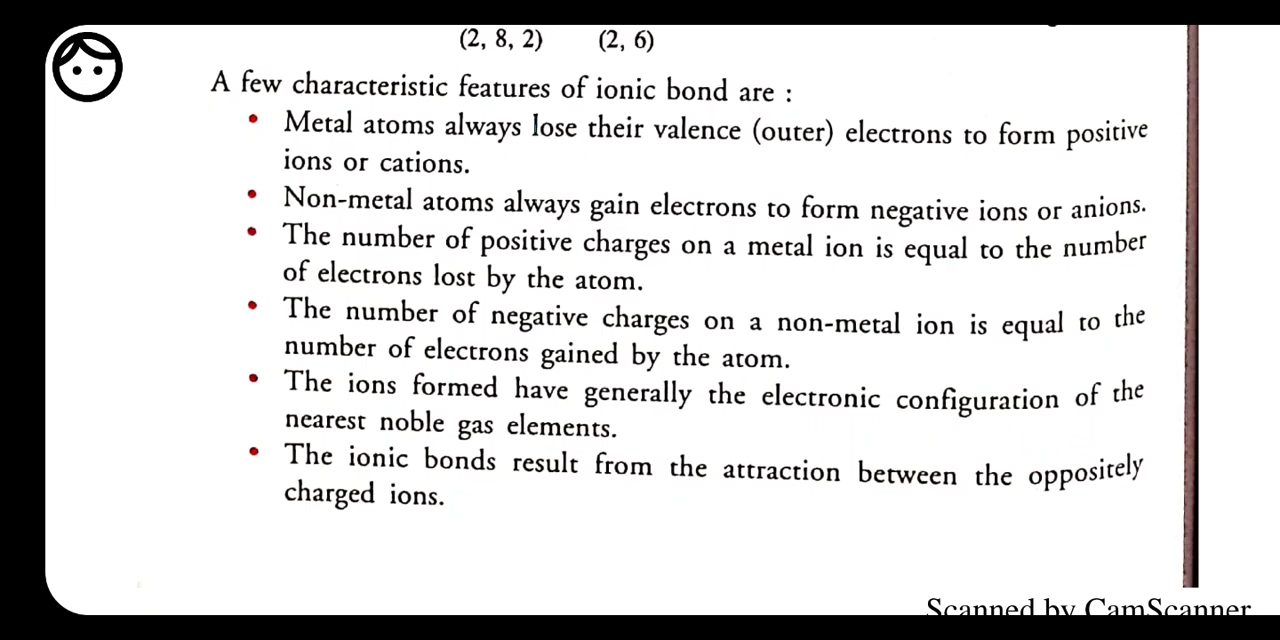 (2, 8, 2) (2, 6)
A few characteristic features of ionic bond are :
• Metal atoms always lose their valence (outer) electrons to form positive
ions or cations.
• Non-metal atoms always gain electrons to form negative ions or anions.
• The number of positive charges on a metal ion is equal to the number
of electrons lost by the atom.
• The number of negative charges on a non-metal ion is equal to the
number of electrons gained by the atom.
• The ions formed have generally the electronic configuration of the
nearest noble gas elements.
• The ionic bonds result from the attraction between the oppositely
charged ions.
Scanned by CamScanner